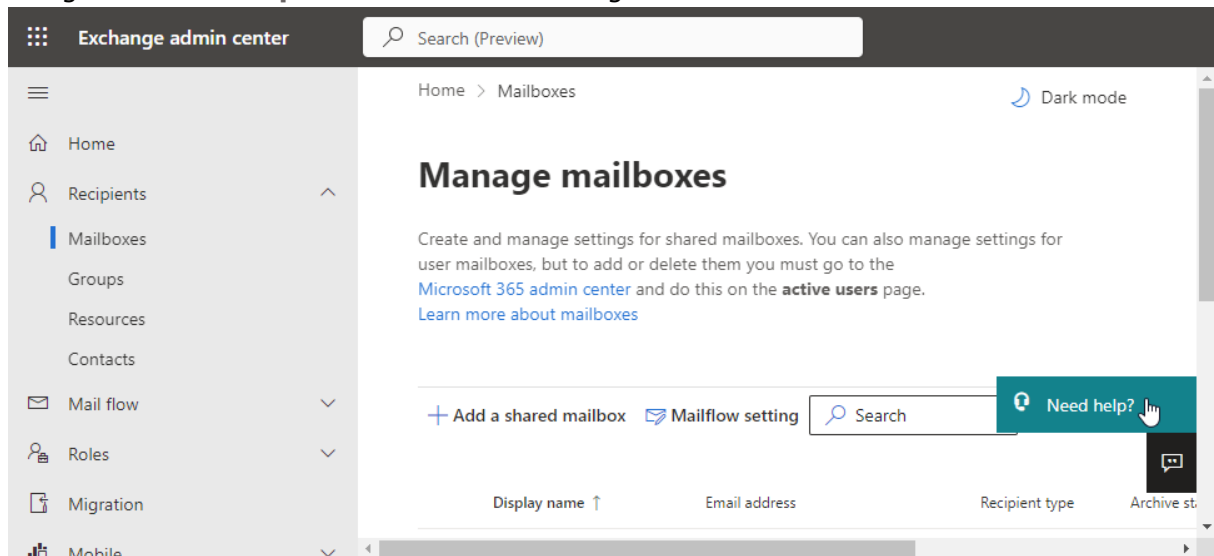 Exchange admin center
Search (Preview)
Home > Mailboxes
Dark mode
Home
Recipients
Mailboxes
Groups
Resources
Contacts
Mail flow
Roles
Migration
Mobile
Manage mailboxes
Create and manage settings for shared mailboxes. You can also manage settings for
user mailboxes, but to add or delete them you must go to the
Microsoft 365 admin center and do this on the active users page.
Learn more about mailboxes
Add a shared mailbox
Mailflow setting
Search
Need help?
Display name ↑
Email address
Recipient type
Archive